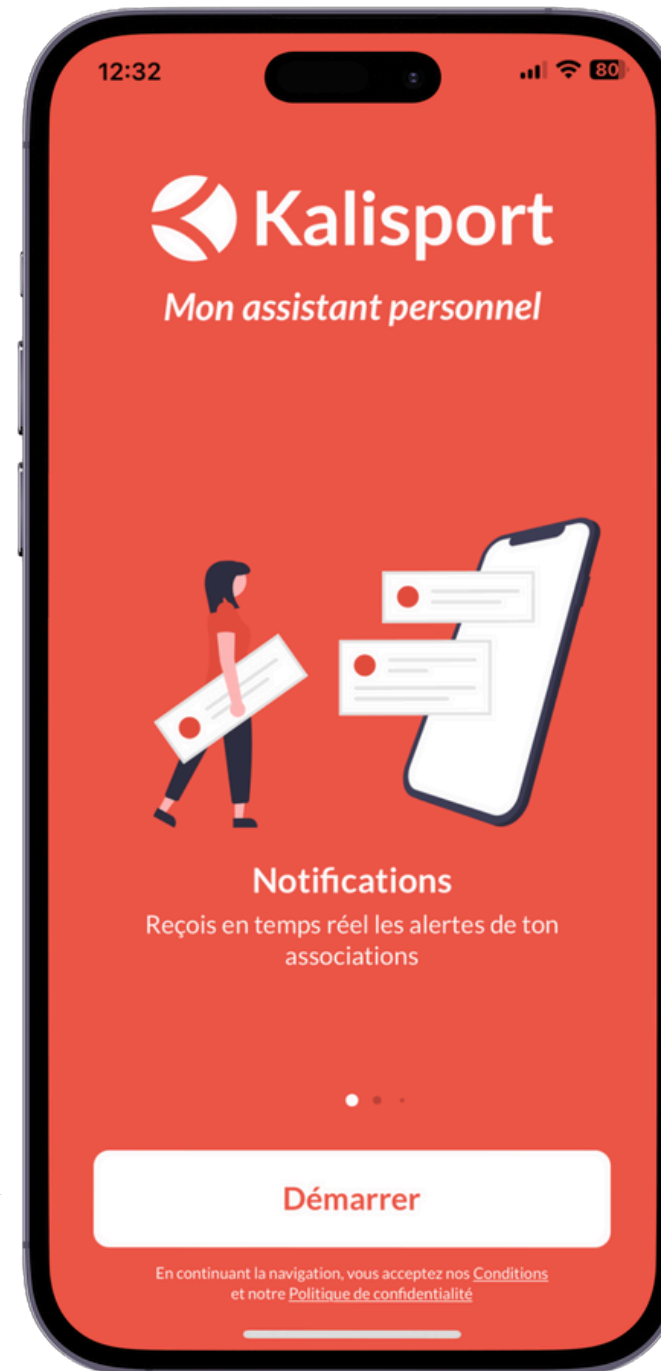 12:32
80
Kalisport
Mon assistant personnel
Notifications
Reçois en temps réel les alertes de ton
associations
Démarrer
En continuant la navigation, vous acceptez nos Conditions
et notre Politique de confidentialité